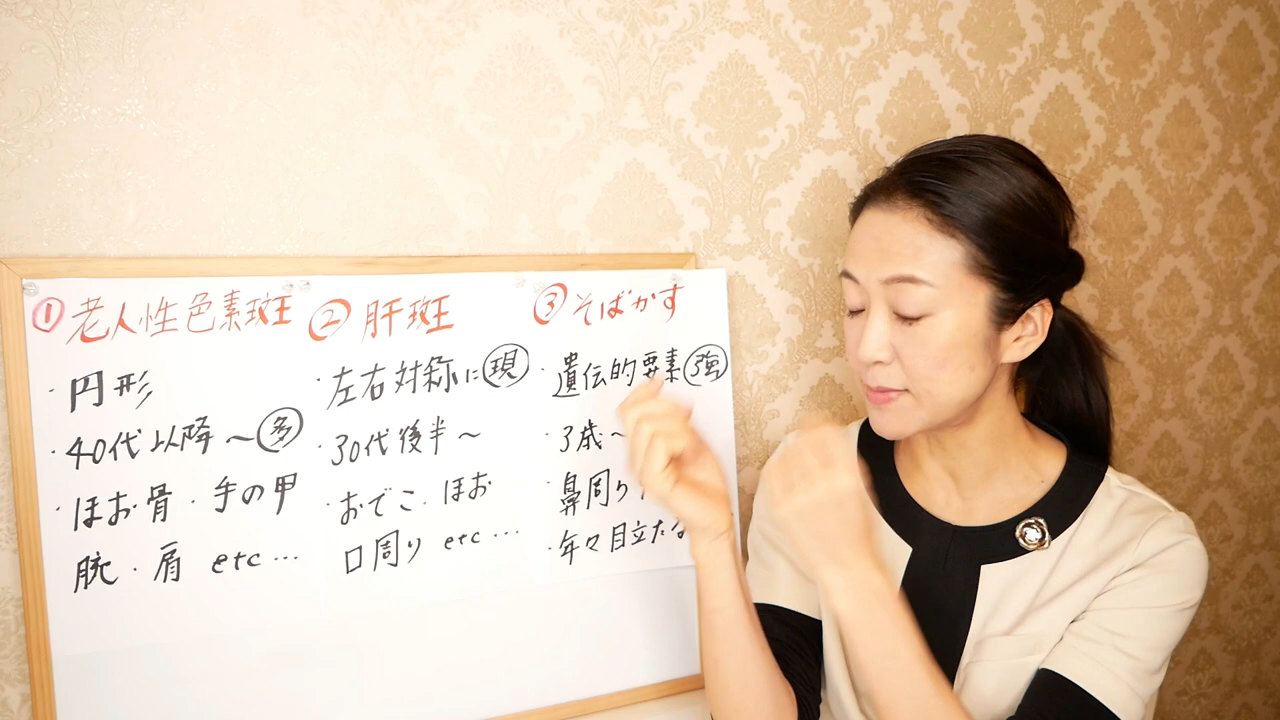 ① 老人性色素斑
・円形
・40代以降~多
・ほお骨・手の甲
腕・肩 etc…
② 肝斑
・左右対称に現
・30代後半~
・おでこ、ほお
口周り etc…
③ そばかす
・遺伝的要素強
・3歳~
・鼻周り
・年々目立たな